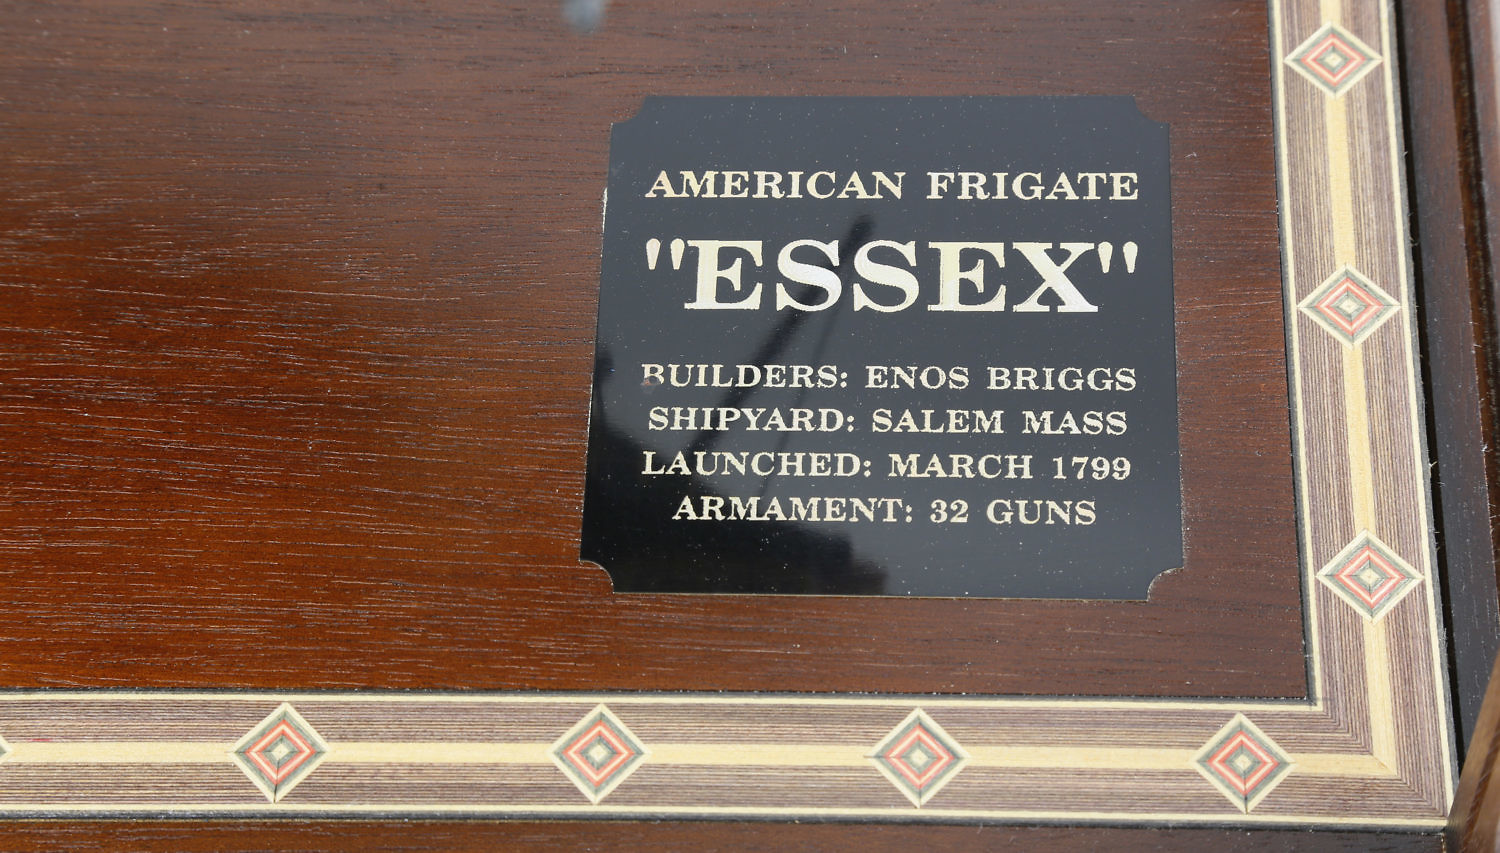 AMERICAN FRIGATE
"ESSEX"
BUILDERS: ENOS BRIGGS
SHIPYARD: SALEM MASS
LAUNCHED: MARCH 1799
ARMAMENT: 32 GUNS